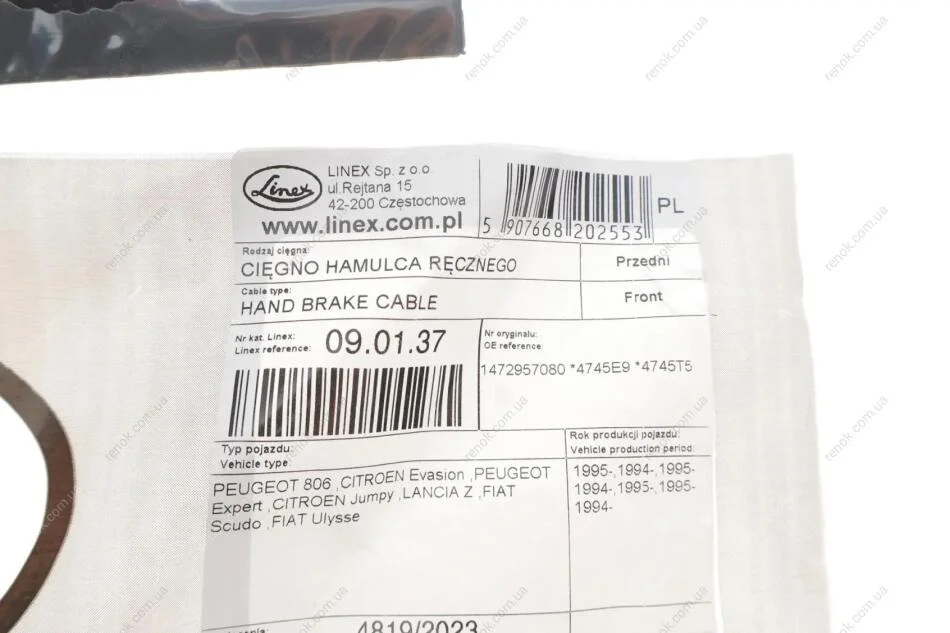 Linex
LINEX Sp. z o.o.
ul.Rejtana 15
42-200 Częstochowa
www.linex.com.pl
5 907668 202553
PL
Rodzaj cięgna:
CIĘGNO HAMULCA RĘCZNEGO
Przedni
Cable type:
HAND BRAKE CABLE
Front
Nr kat. Linex:
Linex reference:
09.01.37
Nr oryginału:
OE reference:
1472957080 *4745E9 *4745T5
Typ pojazdu:
Vehicle type:
Rok produkcji pojazdu:
Vehicle production period:
PEUGEOT 806 ,CITROEN Evasion ,PEUGEOT
Expert ,CITROEN Jumpy ,LANCIA Z ,FIAT
Scudo ,FIAT Ulysse
1995-,1994-,1995-
1994-,1995-,1995-
1994-
4819/2023
renok.com.ua